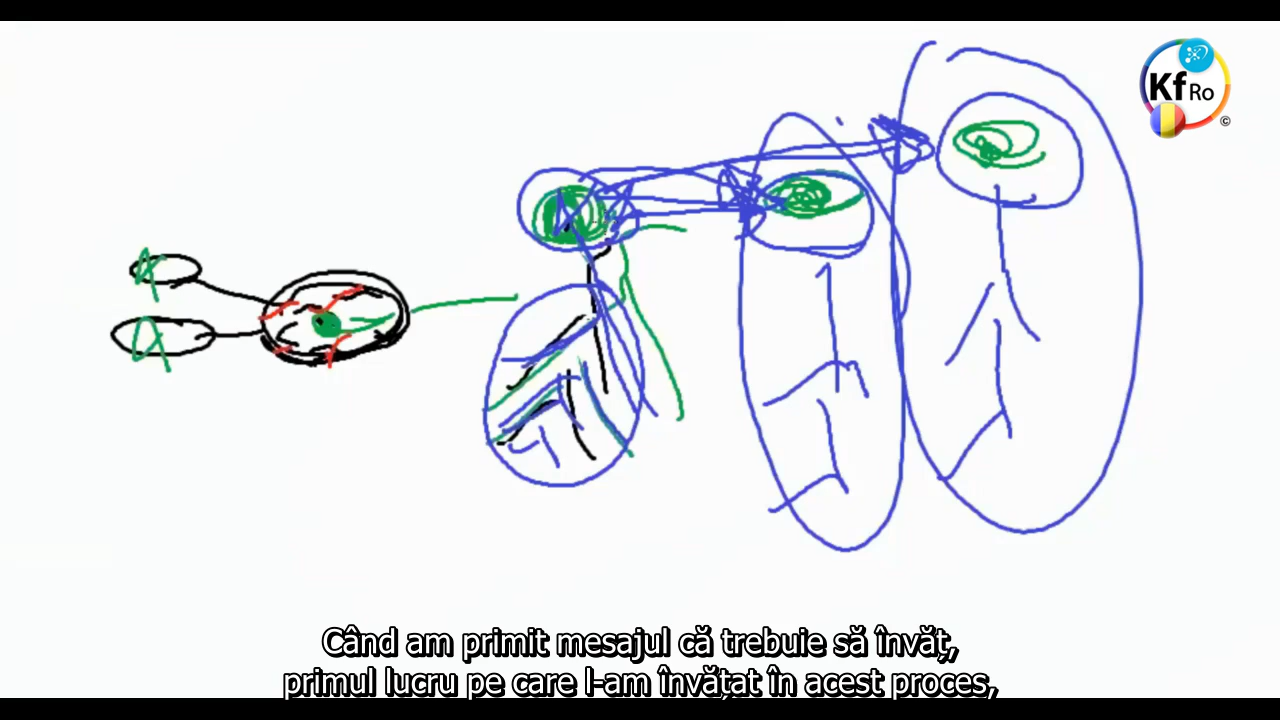 Kf Ro
©
A
A
Când am primit mesajul că trebuie să învăț,
primul lucru pe care l-am învățat în acest proces,